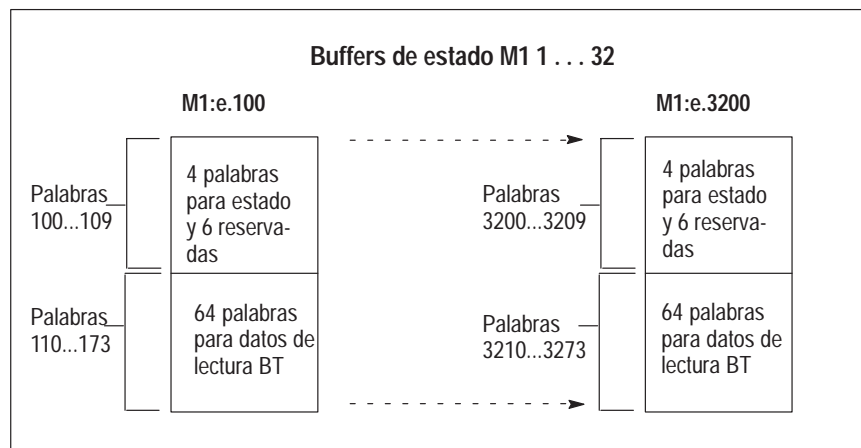 Buffers de estado M1 1 . . . 32
M1:e.100
M1:e.3200
Palabras
100...109
4 palabras
para estado
y 6 reserva-
das
Palabras
3200...3209
4 palabras
para estado
y 6 reserva-
das
Palabras
110...173
64 palabras
para datos de
lectura BT
Palabras
3210...3273
64 palabras
para datos de
lectura BT